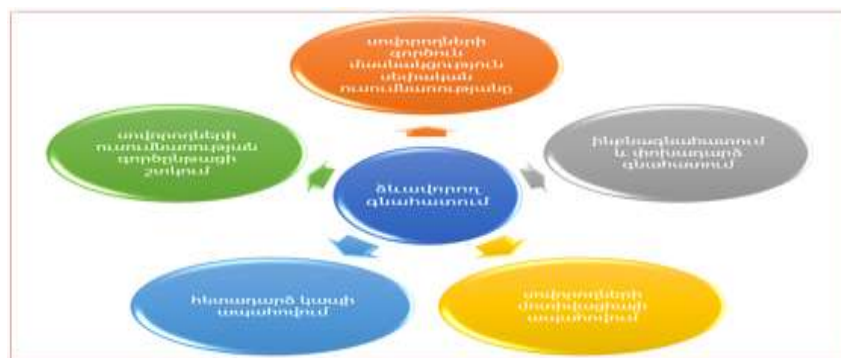 սովորողների
գործուն
մասնակցություն
սեփական
ուսումնառությանը
սովորողների
ուսումնառության
գործընթացի
շտկում
ինքնագնահատում
և փոխադարձ
գնահատում
ձևավորող
գնահատում
հետադարձ կապի
ապահովում
սովորողների
մոտիվացիայի
ապահովում